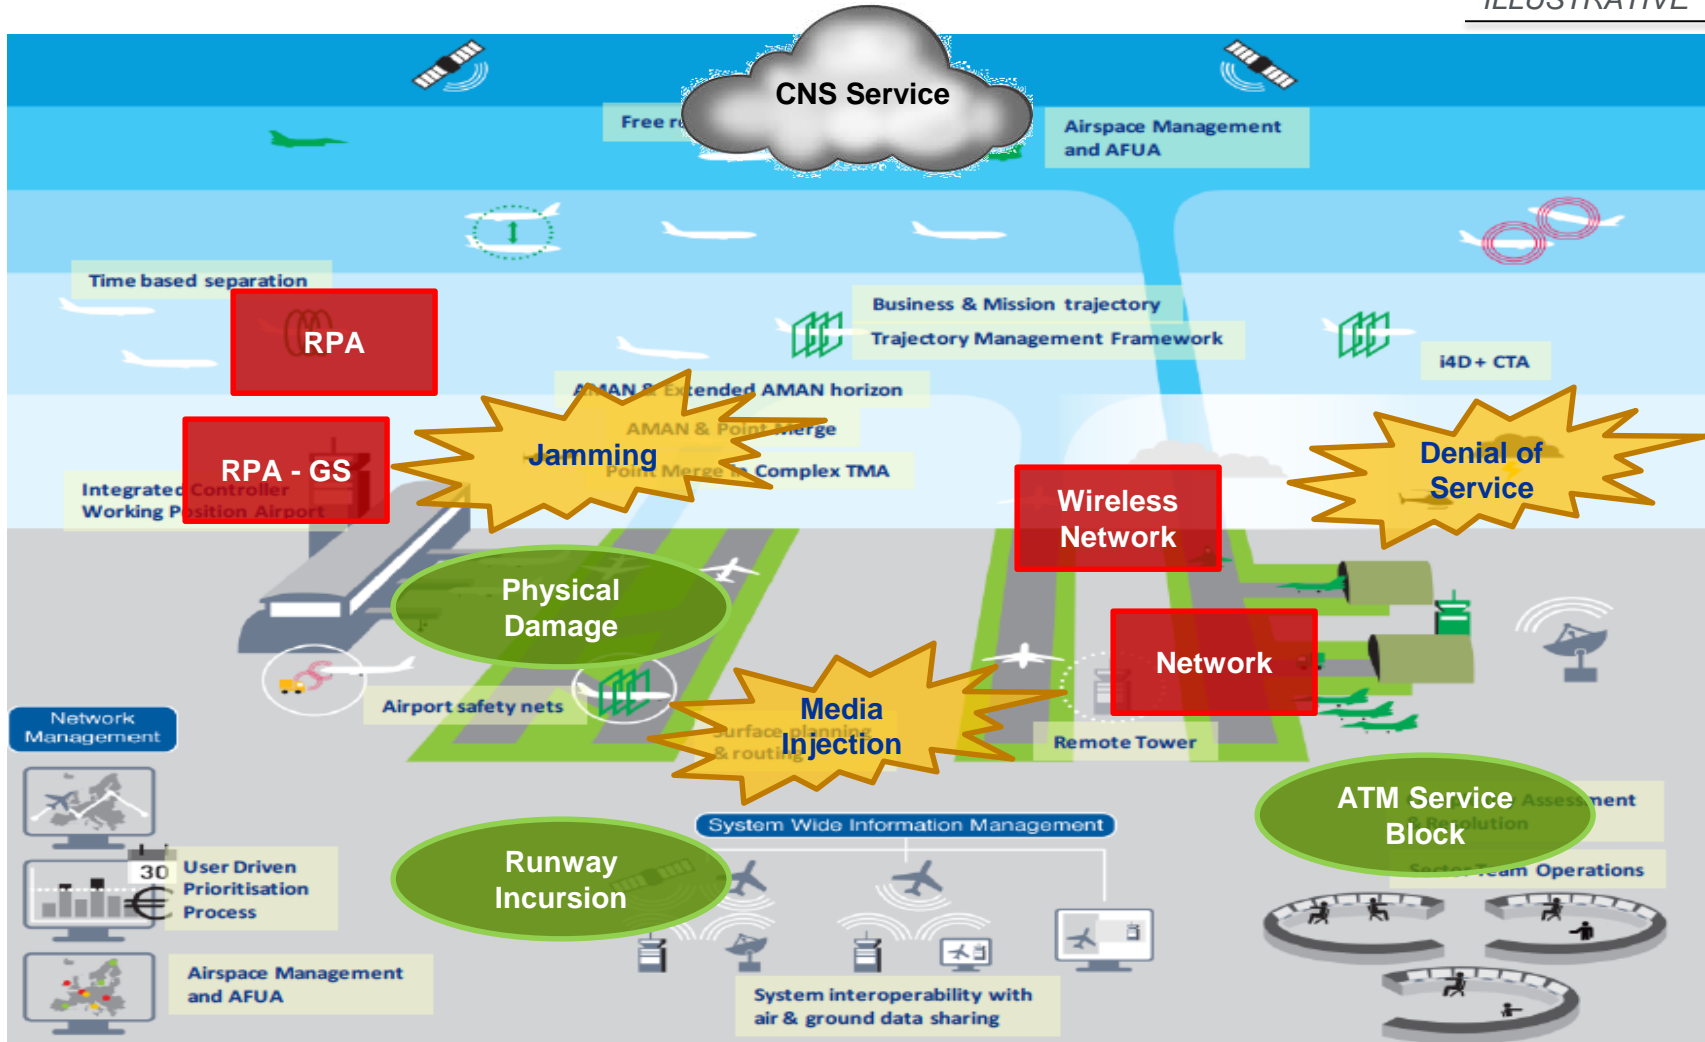 ILLUSTRATIVE
CNS Service
Free
Airspace Management
and AFUA
Time based separation
RPA
Business & Mission trajectory
Trajectory Management Framework
i4D + CTA
AMAN & Extended AMAN horizon
AMAN & Point Merge
Point Merge in Complex TMA
Jamming
Denial of
Service
RPA - GS
Integrated Controller
Working Position Airport
Wireless
Network
Physical
Damage
Network
Airport safety nets
Media
Injection
Surface planning
& routing
Remote Tower
Network
Management
ATM Service
Block
Assessment
& Resolution
System Wide Information Management
Runway
Incursion
Sector Team Operations
30
User Driven
Prioritisation
Process
Airspace Management
and AFUA
System interoperability with
air & ground data sharing